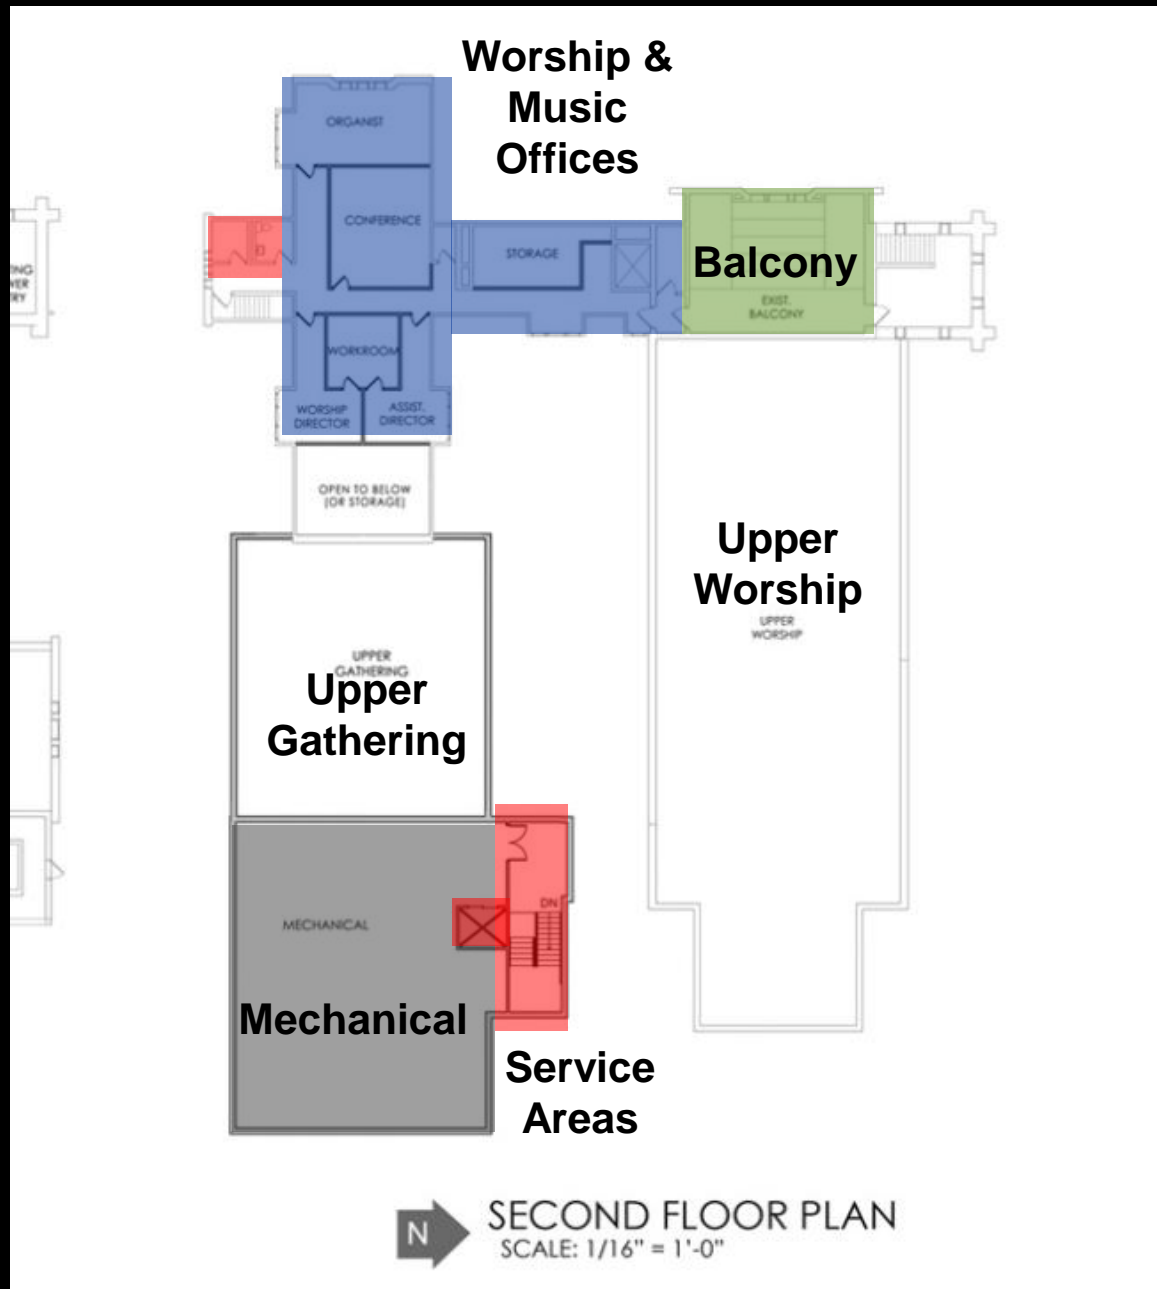 Worship &
Music
Offices
ORGANIST
CONFERENCE
STORAGE
Balcony
EXIST.
BALCONY
RY
WORKROOM
WORSHIP
DIRECTOR
ASSIST.
DIRECTOR
OPEN TO BELOW
(OR STORAGE)
Upper
Worship
UPPER
WORSHIP
UPPER
GATHERING
Upper
Gathering
MECHANICAL
DN
Mechanical
Service
Areas
N
SECOND FLOOR PLAN
SCALE: 1/16" = 1'-0"